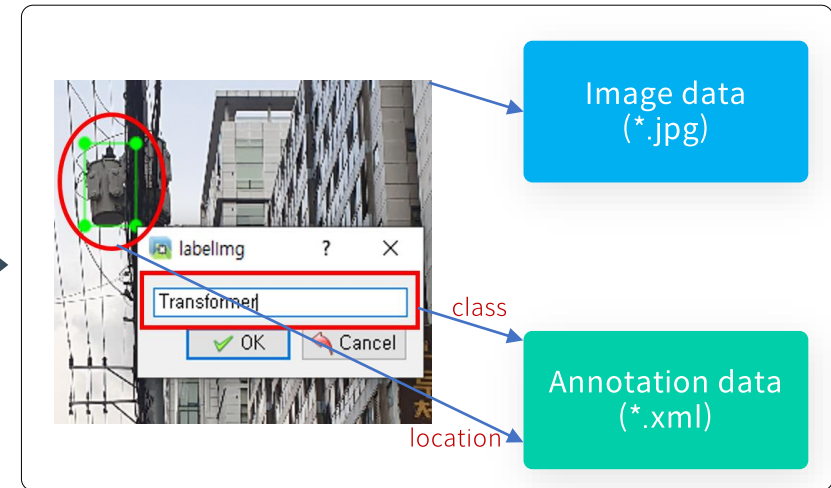 Image data
(*.jpg)
labelImg ? X
Transformer
OK Cancel
class
Annotation data
(*.xml)
location